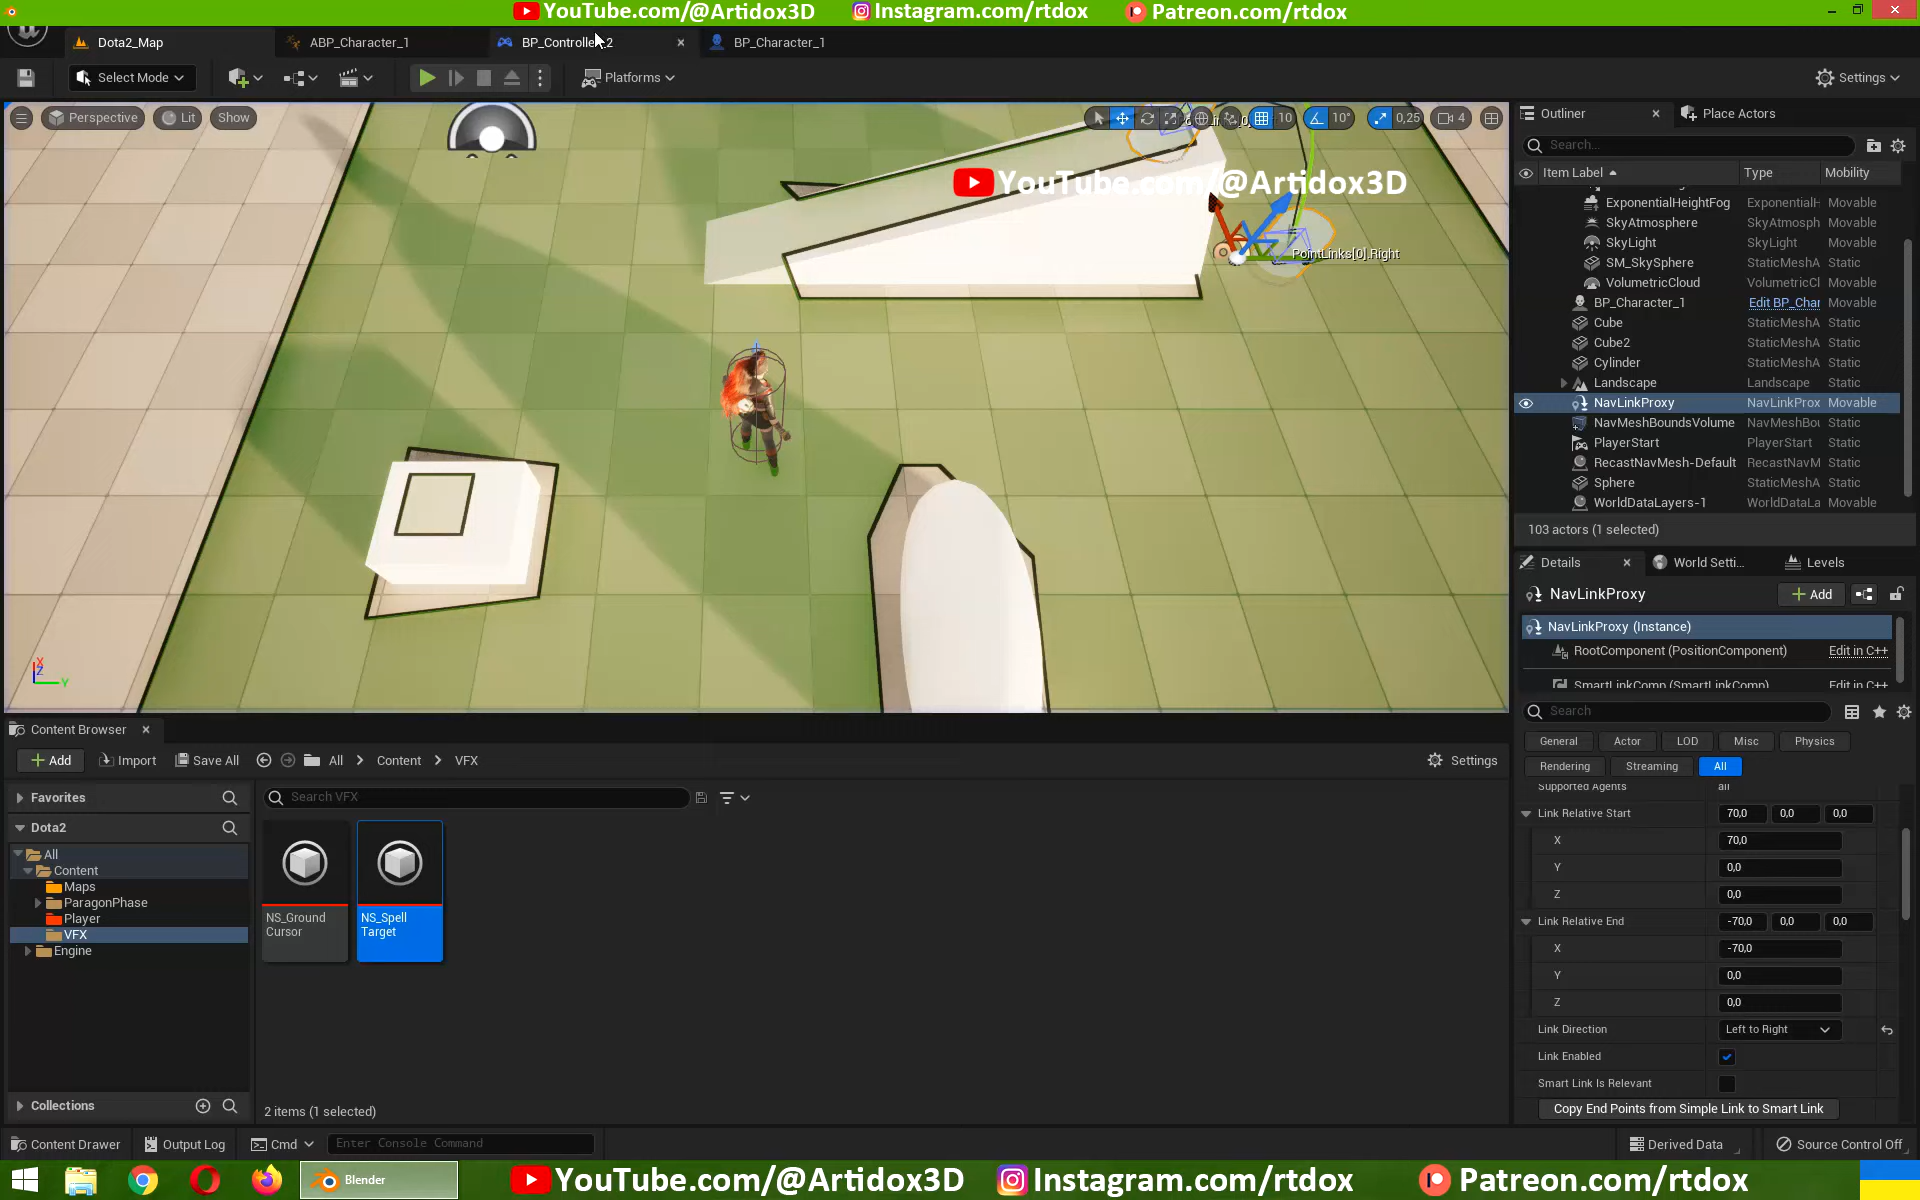 YouTube.com/@Artidox3D Instagram.com/rtdox Patreon.com/rtdox
Dota2_Map ABP_Character_1 BP_Controller_2 BP_Character_1
Select Mode Platforms Settings
Perspective Lit Show 10 10° 0,25 4
YouTube.com/@Artidox3D
PointLinks[0].Right
Outliner Place Actors
Search...
Item Label Type Mobility
ExponentialHeightFog ExponentialH Movable
SkyAtmosphere SkyAtmosph Movable
SkyLight SkyLight Movable
SM_SkySphere StaticMeshA Static
VolumetricCloud VolumetricCl Movable
BP_Character_1 Edit BP_Char Movable
Cube StaticMeshA Static
Cube2 StaticMeshA Static
Cylinder StaticMeshA Static
Landscape Landscape Static
NavLinkProxy NavLinkProx Movable
NavMeshBoundsVolume NavMeshBou Static
PlayerStart PlayerStart Static
RecastNavMesh-Default RecastNavM Static
Sphere StaticMeshA Static
WorldDataLayers-1 WorldDataLa Movable
103 actors (1 selected)
Details World Setti... Levels
NavLinkProxy Add
NavLinkProxy (Instance)
RootComponent (PositionComponent) Edit in C++
SmartLinkComp (SmartLinkComp) Edit in C++
Search
General Actor LOD Misc Physics
Rendering Streaming All
Supported Agents all
Link Relative Start 70,0 0,0 0,0
X 70,0
Y 0,0
Z 0,0
Link Relative End -70,0 0,0 0,0
X -70,0
Y 0,0
Z 0,0
Link Direction Left to Right
Link Enabled
Smart Link Is Relevant
Copy End Points from Simple Link to Smart Link
Content Browser
Add Import Save All All Content VFX Settings
Favorites
Search VFX
Dota2
All
Content
Maps
ParagonPhase
Player
VFX
Engine
NS_Ground
Cursor
NS_Spell
Target
Collections
2 items (1 selected)
Content Drawer Output Log Cmd Enter Console Command Derived Data Source Control Off
Blender YouTube.com/@Artidox3D Instagram.com/rtdox Patreon.com/rtdox